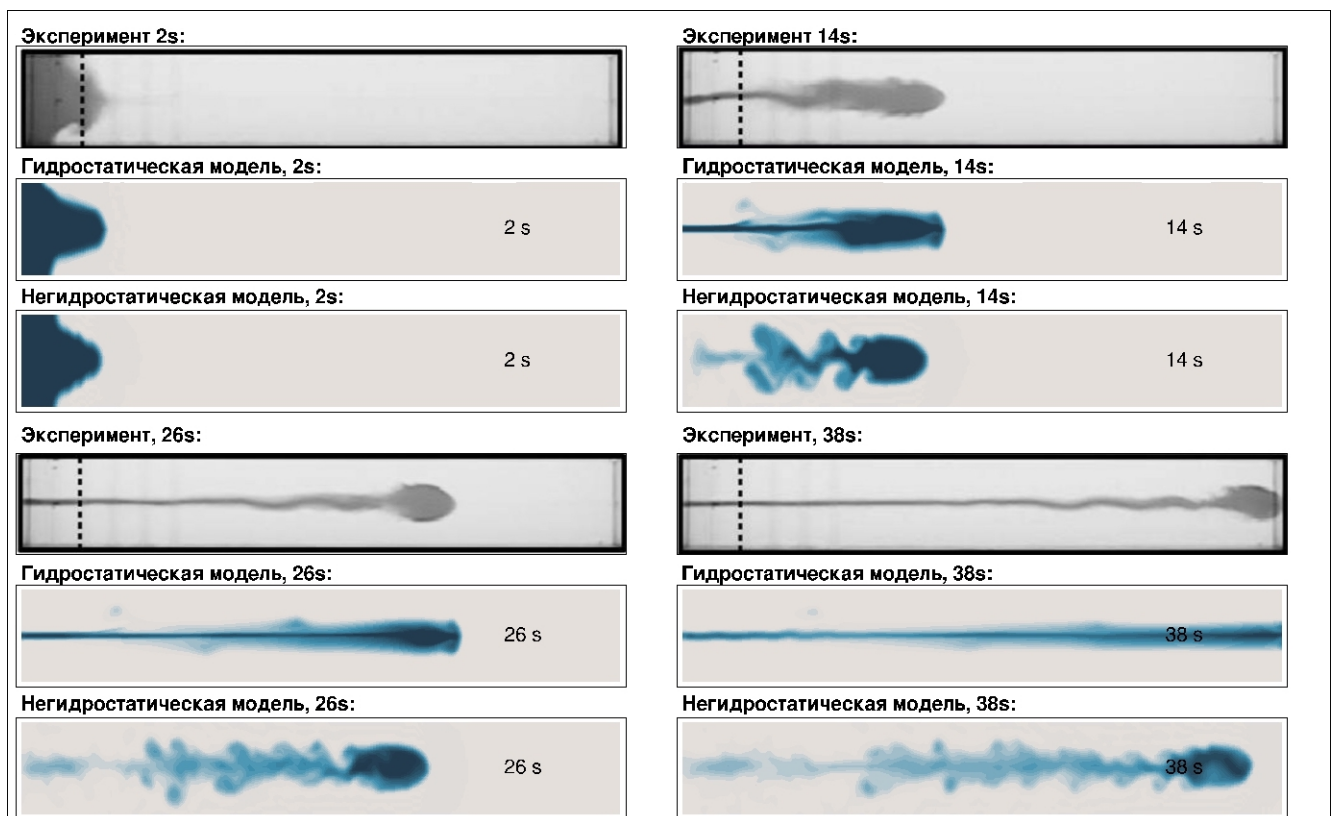 Эксперимент 2s:
Гидростатическая модель, 2s:
2 s
Негидростатическая модель, 2s:
2 s
Эксперимент 14s:
Гидростатическая модель, 14s:
14 s
Негидростатическая модель, 14s:
14 s
Эксперимент, 26s:
Гидростатическая модель, 26s:
26 s
Негидростатическая модель, 26s:
26 s
Эксперимент, 38s:
Гидростатическая модель, 38s:
38 s
Негидростатическая модель, 38s:
38 s